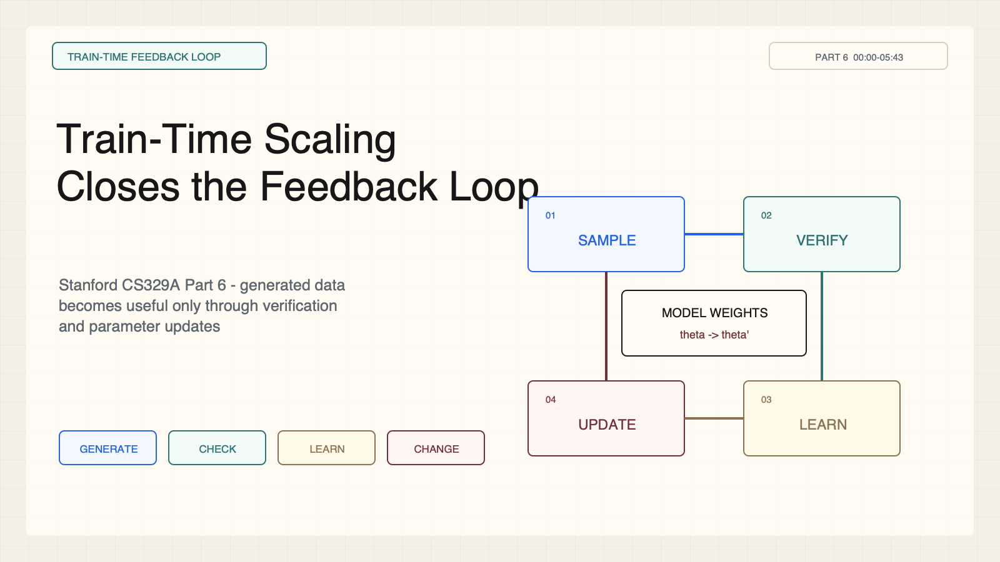 TRAIN-TIME FEEDBACK LOOP
PART 6  00:00-05:43
Train-Time Scaling
Closes the Feedback Loop
Stanford CS329A Part 6 - generated data
becomes useful only through verification
and parameter updates
GENERATE
CHECK
LEARN
CHANGE
01
SAMPLE
02
VERIFY
MODEL WEIGHTS
theta -> theta'
04
UPDATE
03
LEARN